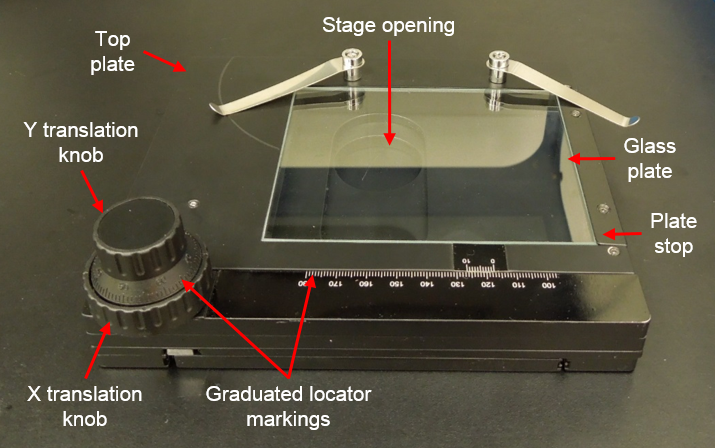 Stage opening
Top
plate
Y translation
knob
Glass
plate
Plate
stop
10 0
180 170 160 150 140 130 120 110 100
X translation
knob
Graduated locator
markings